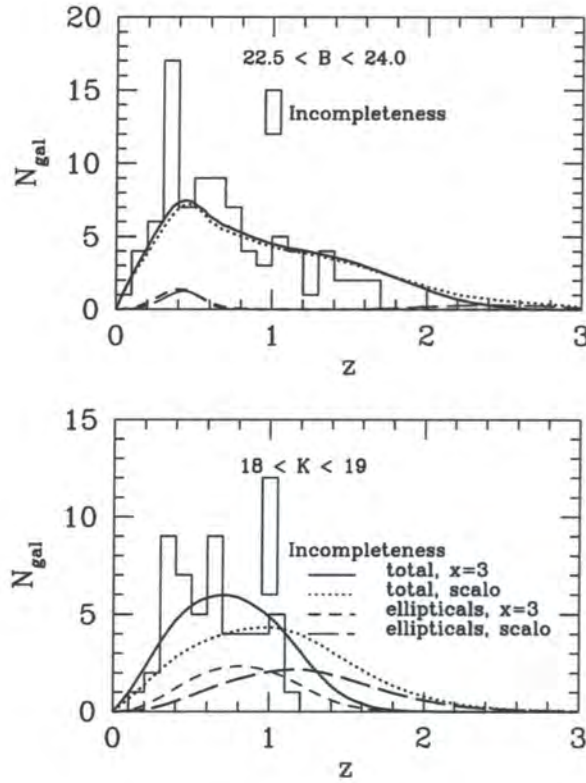 20
22.5 < B < 24.0
Incompleteness
15
N_gal
10
5
0
0 1 2 3
z
15
18 < K < 19
10
Incompleteness
total, x=3
N_gal
total, scalo
5
ellipticals, x=3
ellipticals, scalo
0
0 1 2 3
z